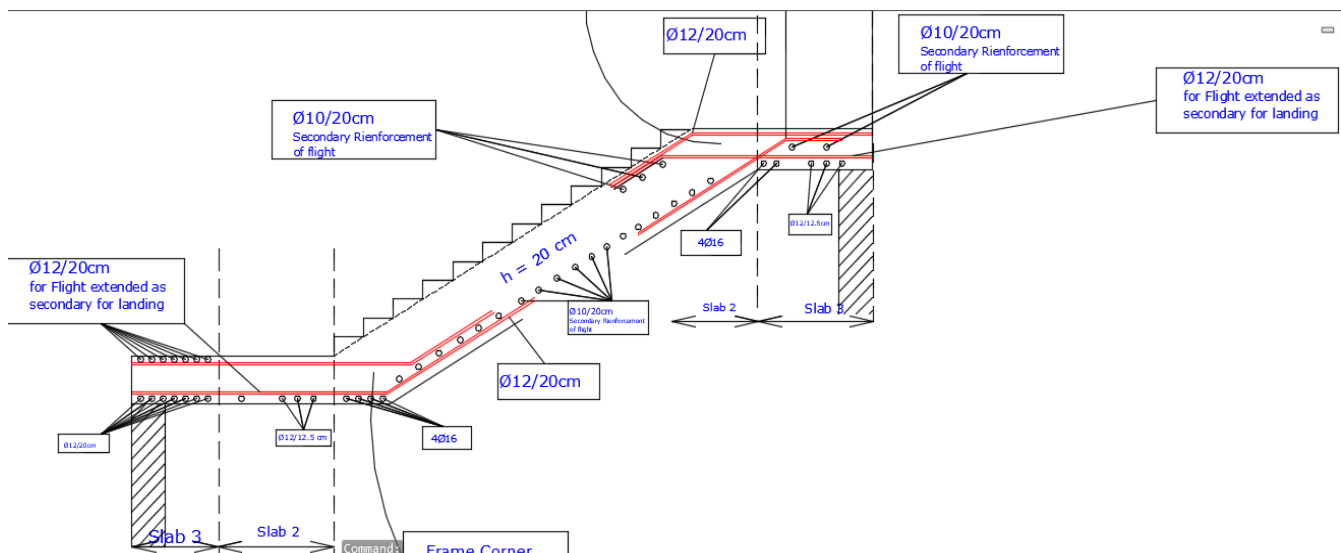 Ø12/20cm
Ø10/20cm
Secondary Rienforcement
of flight
Ø12/20cm
for Flight extended as
secondary for landing
Ø10/20cm
Secondary Rienforcement
of flight
Ø12/12.5cm
4Ø16
h = 20 cm
Ø12/20cm
for Flight extended as
secondary for landing
Slab 2
Slab 3
Ø10/20cm
Secondary Rienforcement
of flight
Ø12/20cm
Ø12/20cm
Ø12/12.5 cm
4Ø16
Slab 3
Slab 2
Command:
Frame Corner